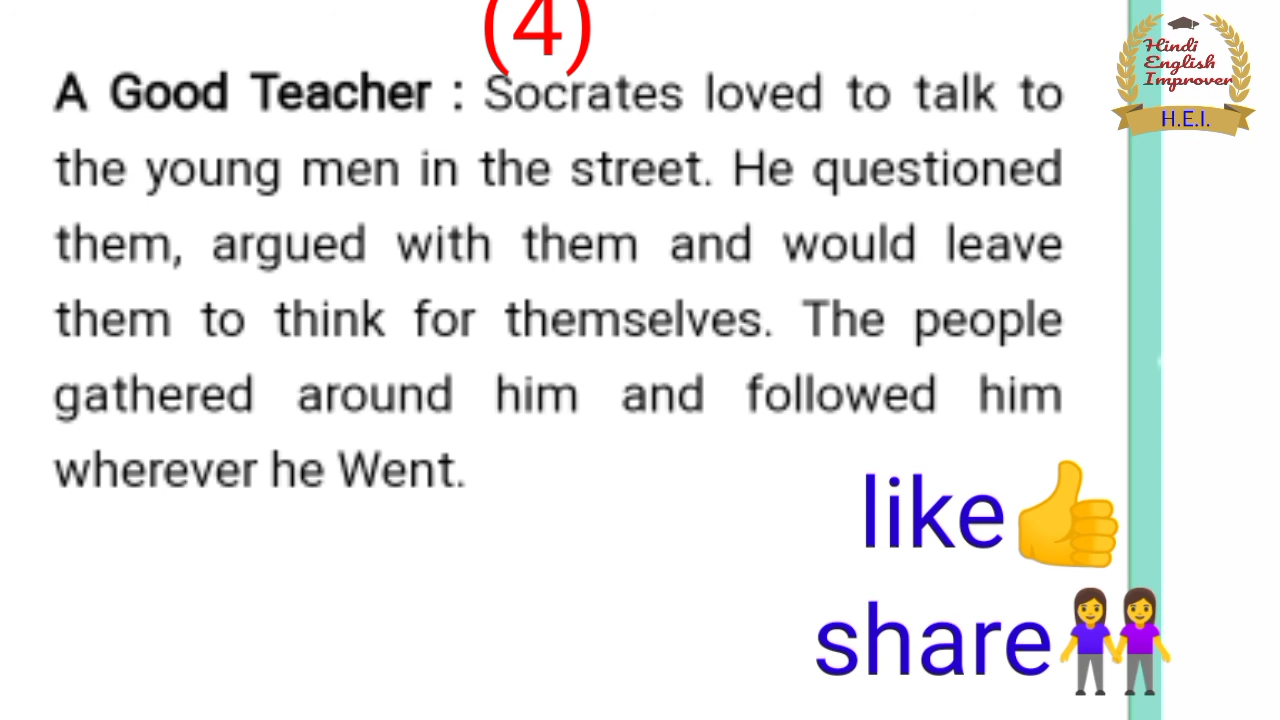 (4)
A Good Teacher : Socrates loved to talk to
the young men in the street. He questioned
them, argued with them and would leave
them to think for themselves. The people
gathered around him and followed him
wherever he Went.
Hindi
English
Improver
H.E.I.
like👍
share👭